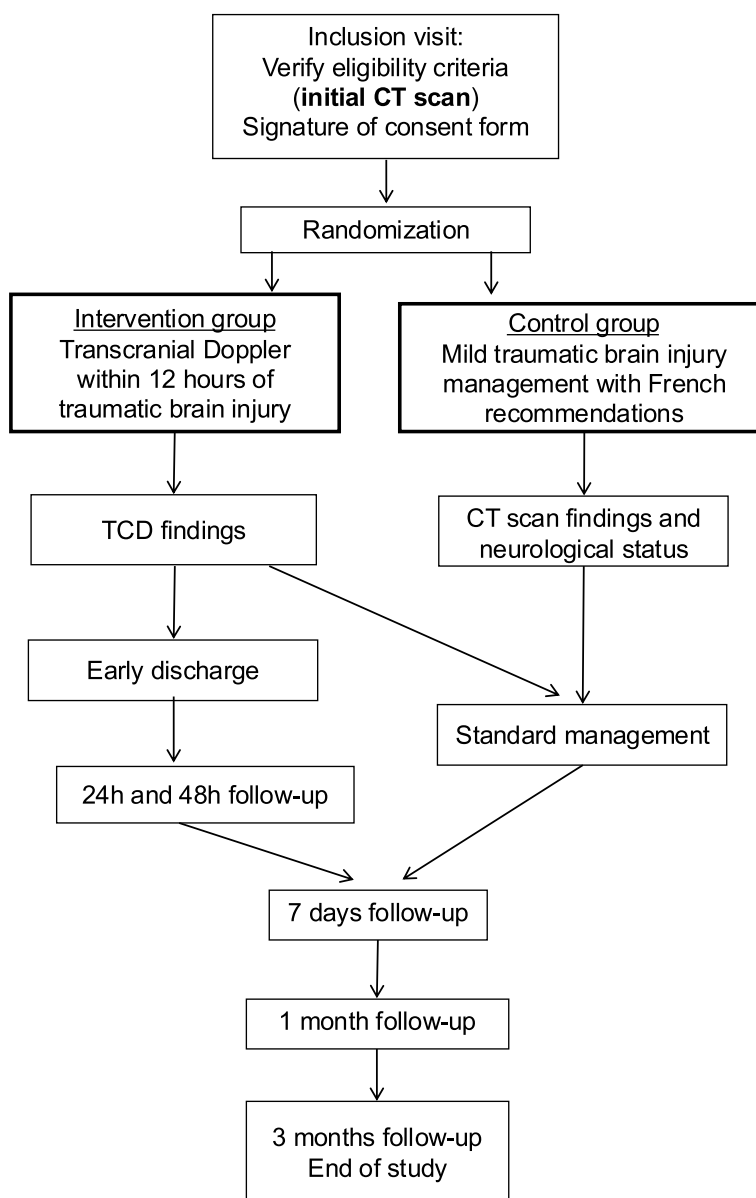 Inclusion visit:
Verify eligibility criteria
(initial CT scan)
Signature of consent form
Randomization
Intervention group
Transcranial Doppler
within 12 hours of
traumatic brain injury
Control group
Mild traumatic brain injury
management with French
recommendations
TCD findings
CT scan findings and
neurological status
Early discharge
Standard management
24h and 48h follow-up
7 days follow-up
1 month follow-up
3 months follow-up
End of study